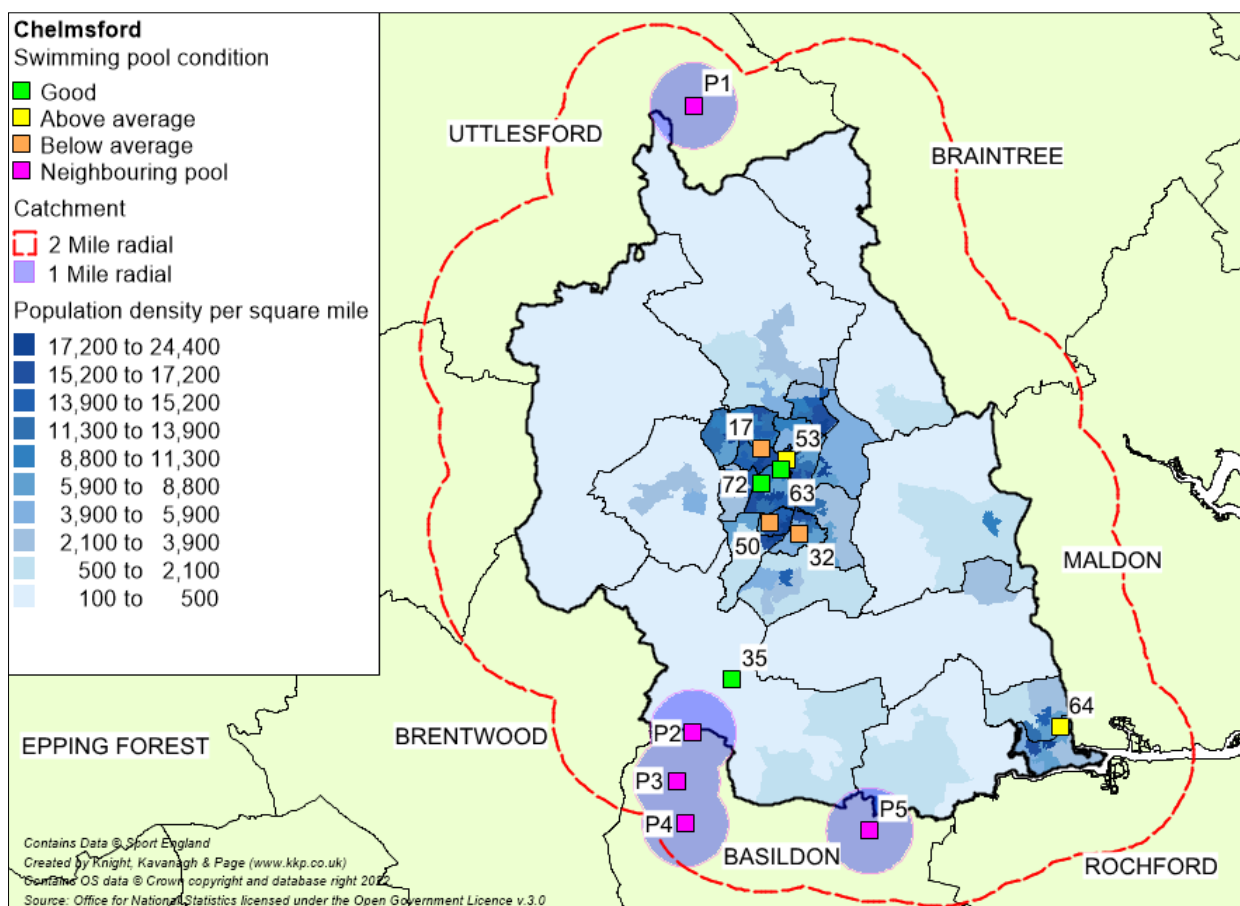 Chelmsford
Swimming pool condition
Good
Above average
Below average
Neighbouring pool
Catchment
2 Mile radial
1 Mile radial
Population density per square mile
17,200 to 24,400
15,200 to 17,200
13,900 to 15,200
11,300 to 13,900
8,800 to 11,300
5,900 to 8,800
3,900 to 5,900
2,100 to 3,900
500 to 2,100
100 to 500
P1
UTTLESFORD
BRAINTREE
17
53
72
63
50
32
MALDON
35
64
EPPING FOREST
BRENTWOOD
P2
P3
P4
P5
BASILDON
ROCHFORD
Contains Data © Sport England
Created by Knight, Kavanagh & Page (www.kkp.co.uk)
Contains OS data © Crown copyright and database right 2022
Source: Office for National Statistics licensed under the Open Government Licence v.3.0